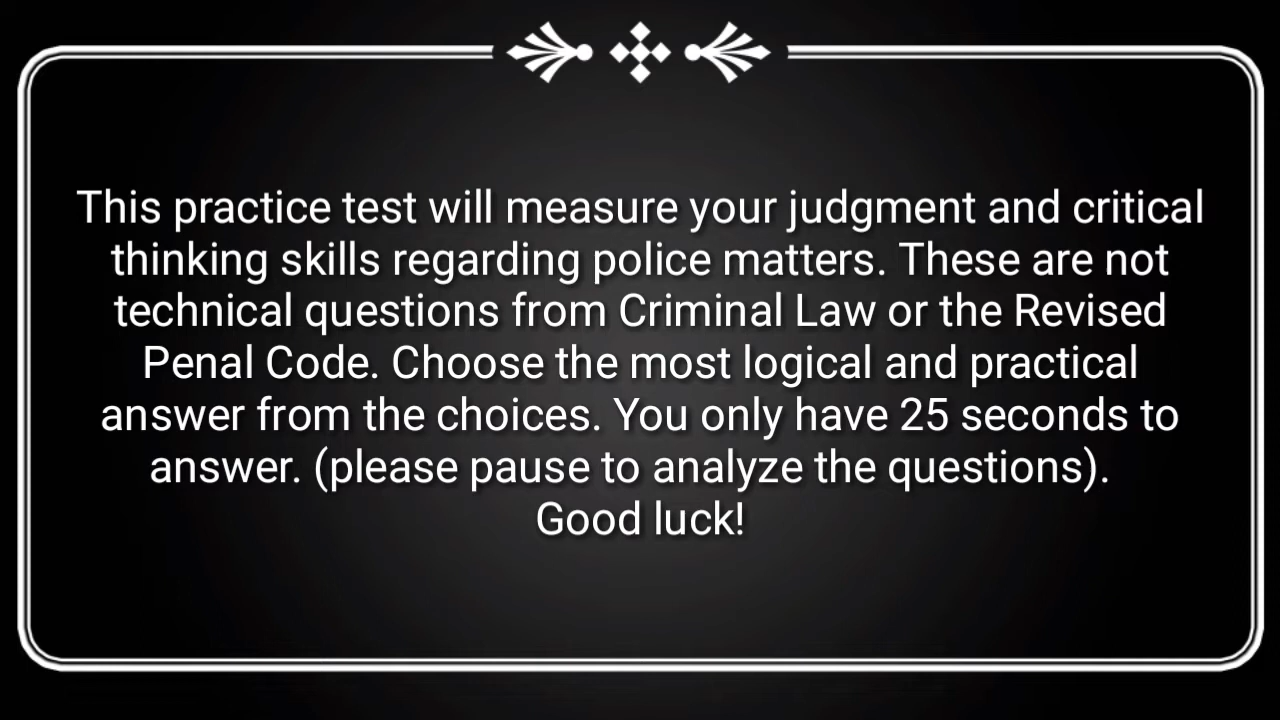 This practice test will measure your judgment and critical
thinking skills regarding police matters. These are not
technical questions from Criminal Law or the Revised
Penal Code. Choose the most logical and practical
answer from the choices. You only have 25 seconds to
answer. (please pause to analyze the questions).
Good luck!